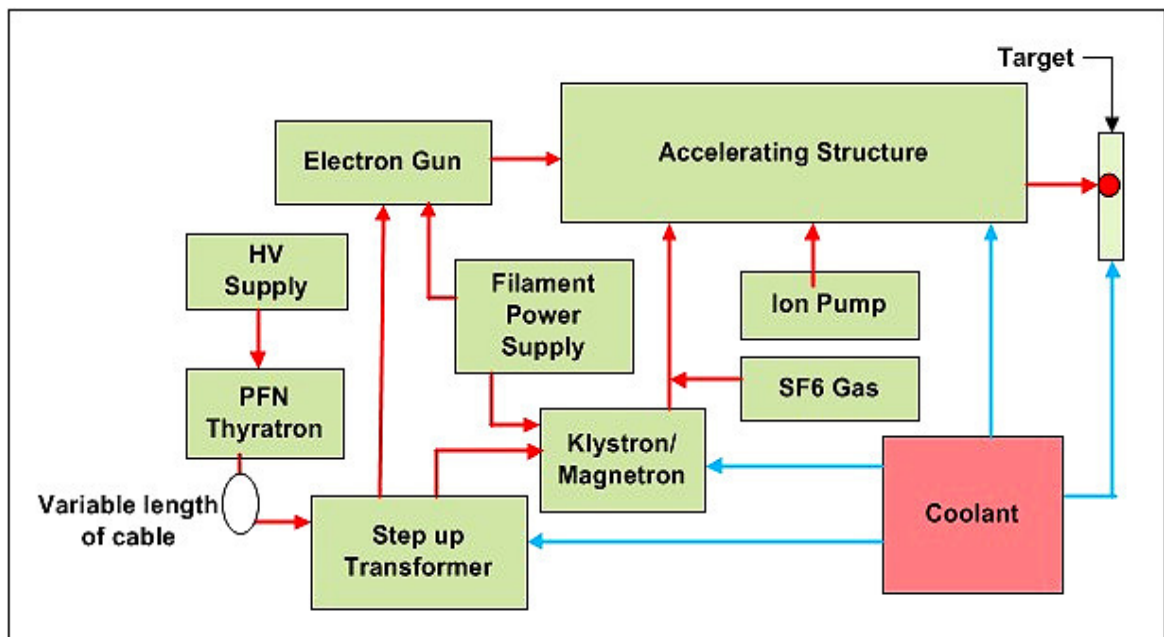 Target
Electron Gun
Accelerating Structure
HV
Supply
Filament
Power
Supply
Ion Pump
PFN
Thyratron
SF6 Gas
Klystron/
Magnetron
Variable length
of cable
Step up
Transformer
Coolant